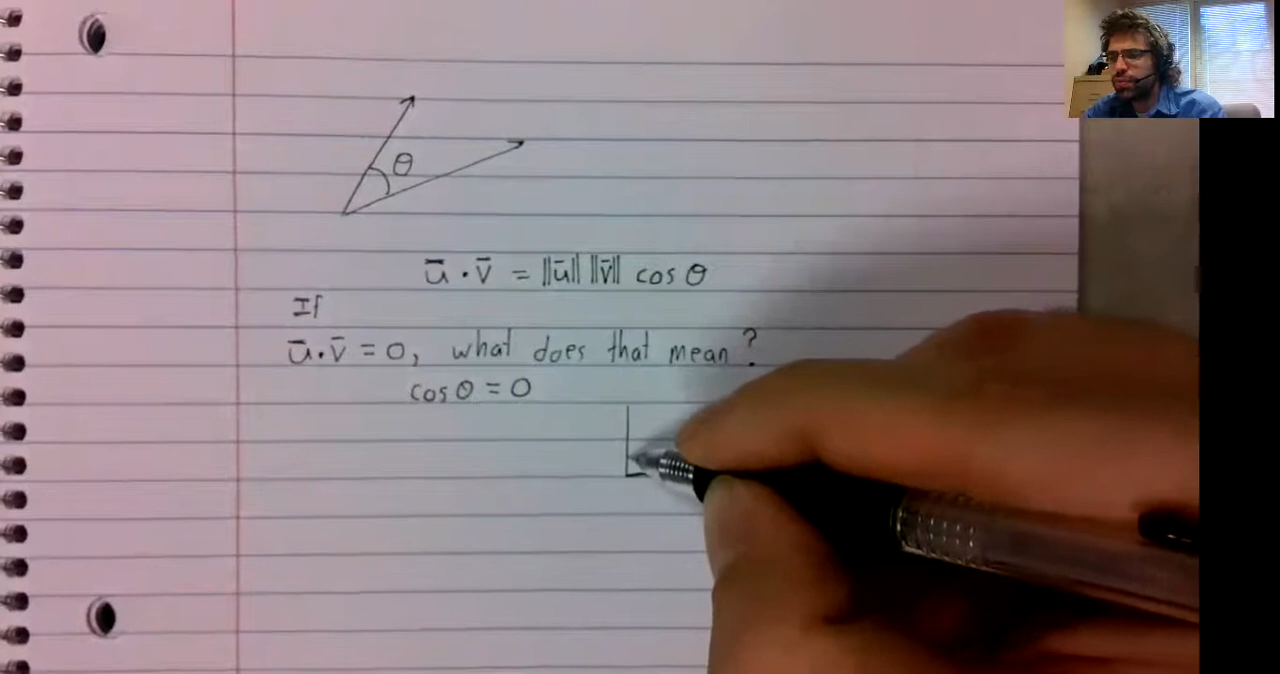 θ
ū · v̄ = ||ū|| ||v̄|| cos θ
If
ū · v̄ = 0, what does that mean?
cos θ = 0